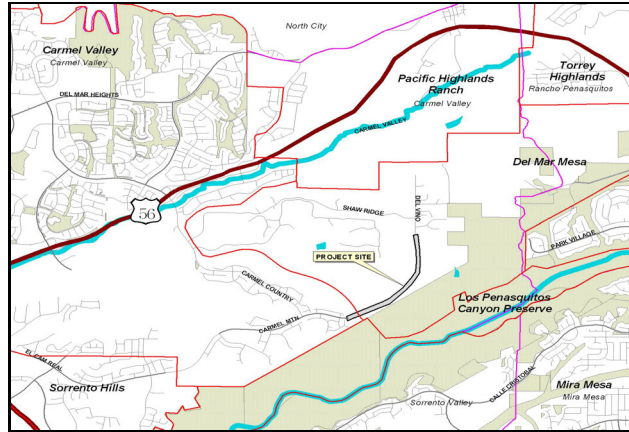 North City
Carmel Valley
Carmel Valley
Pacific Highlands
Ranch
Carmel Valley
Torrey
Highlands
Rancho Penasquitos
DEL MAR HEIGHTS
CARMEL VALLEY
Del Mar Mesa
56
SHAW RIDGE
DEL VINO
PARK VILLAGE
PROJECT SITE
CARMEL COUNTRY
Los Penasquitos
Canyon Preserve
CARMEL MTN
EL CAM REAL
Sorrento Hills
CALLE CRISTOBAL
Mira Mesa
Mira Mesa
Sorrento Valley